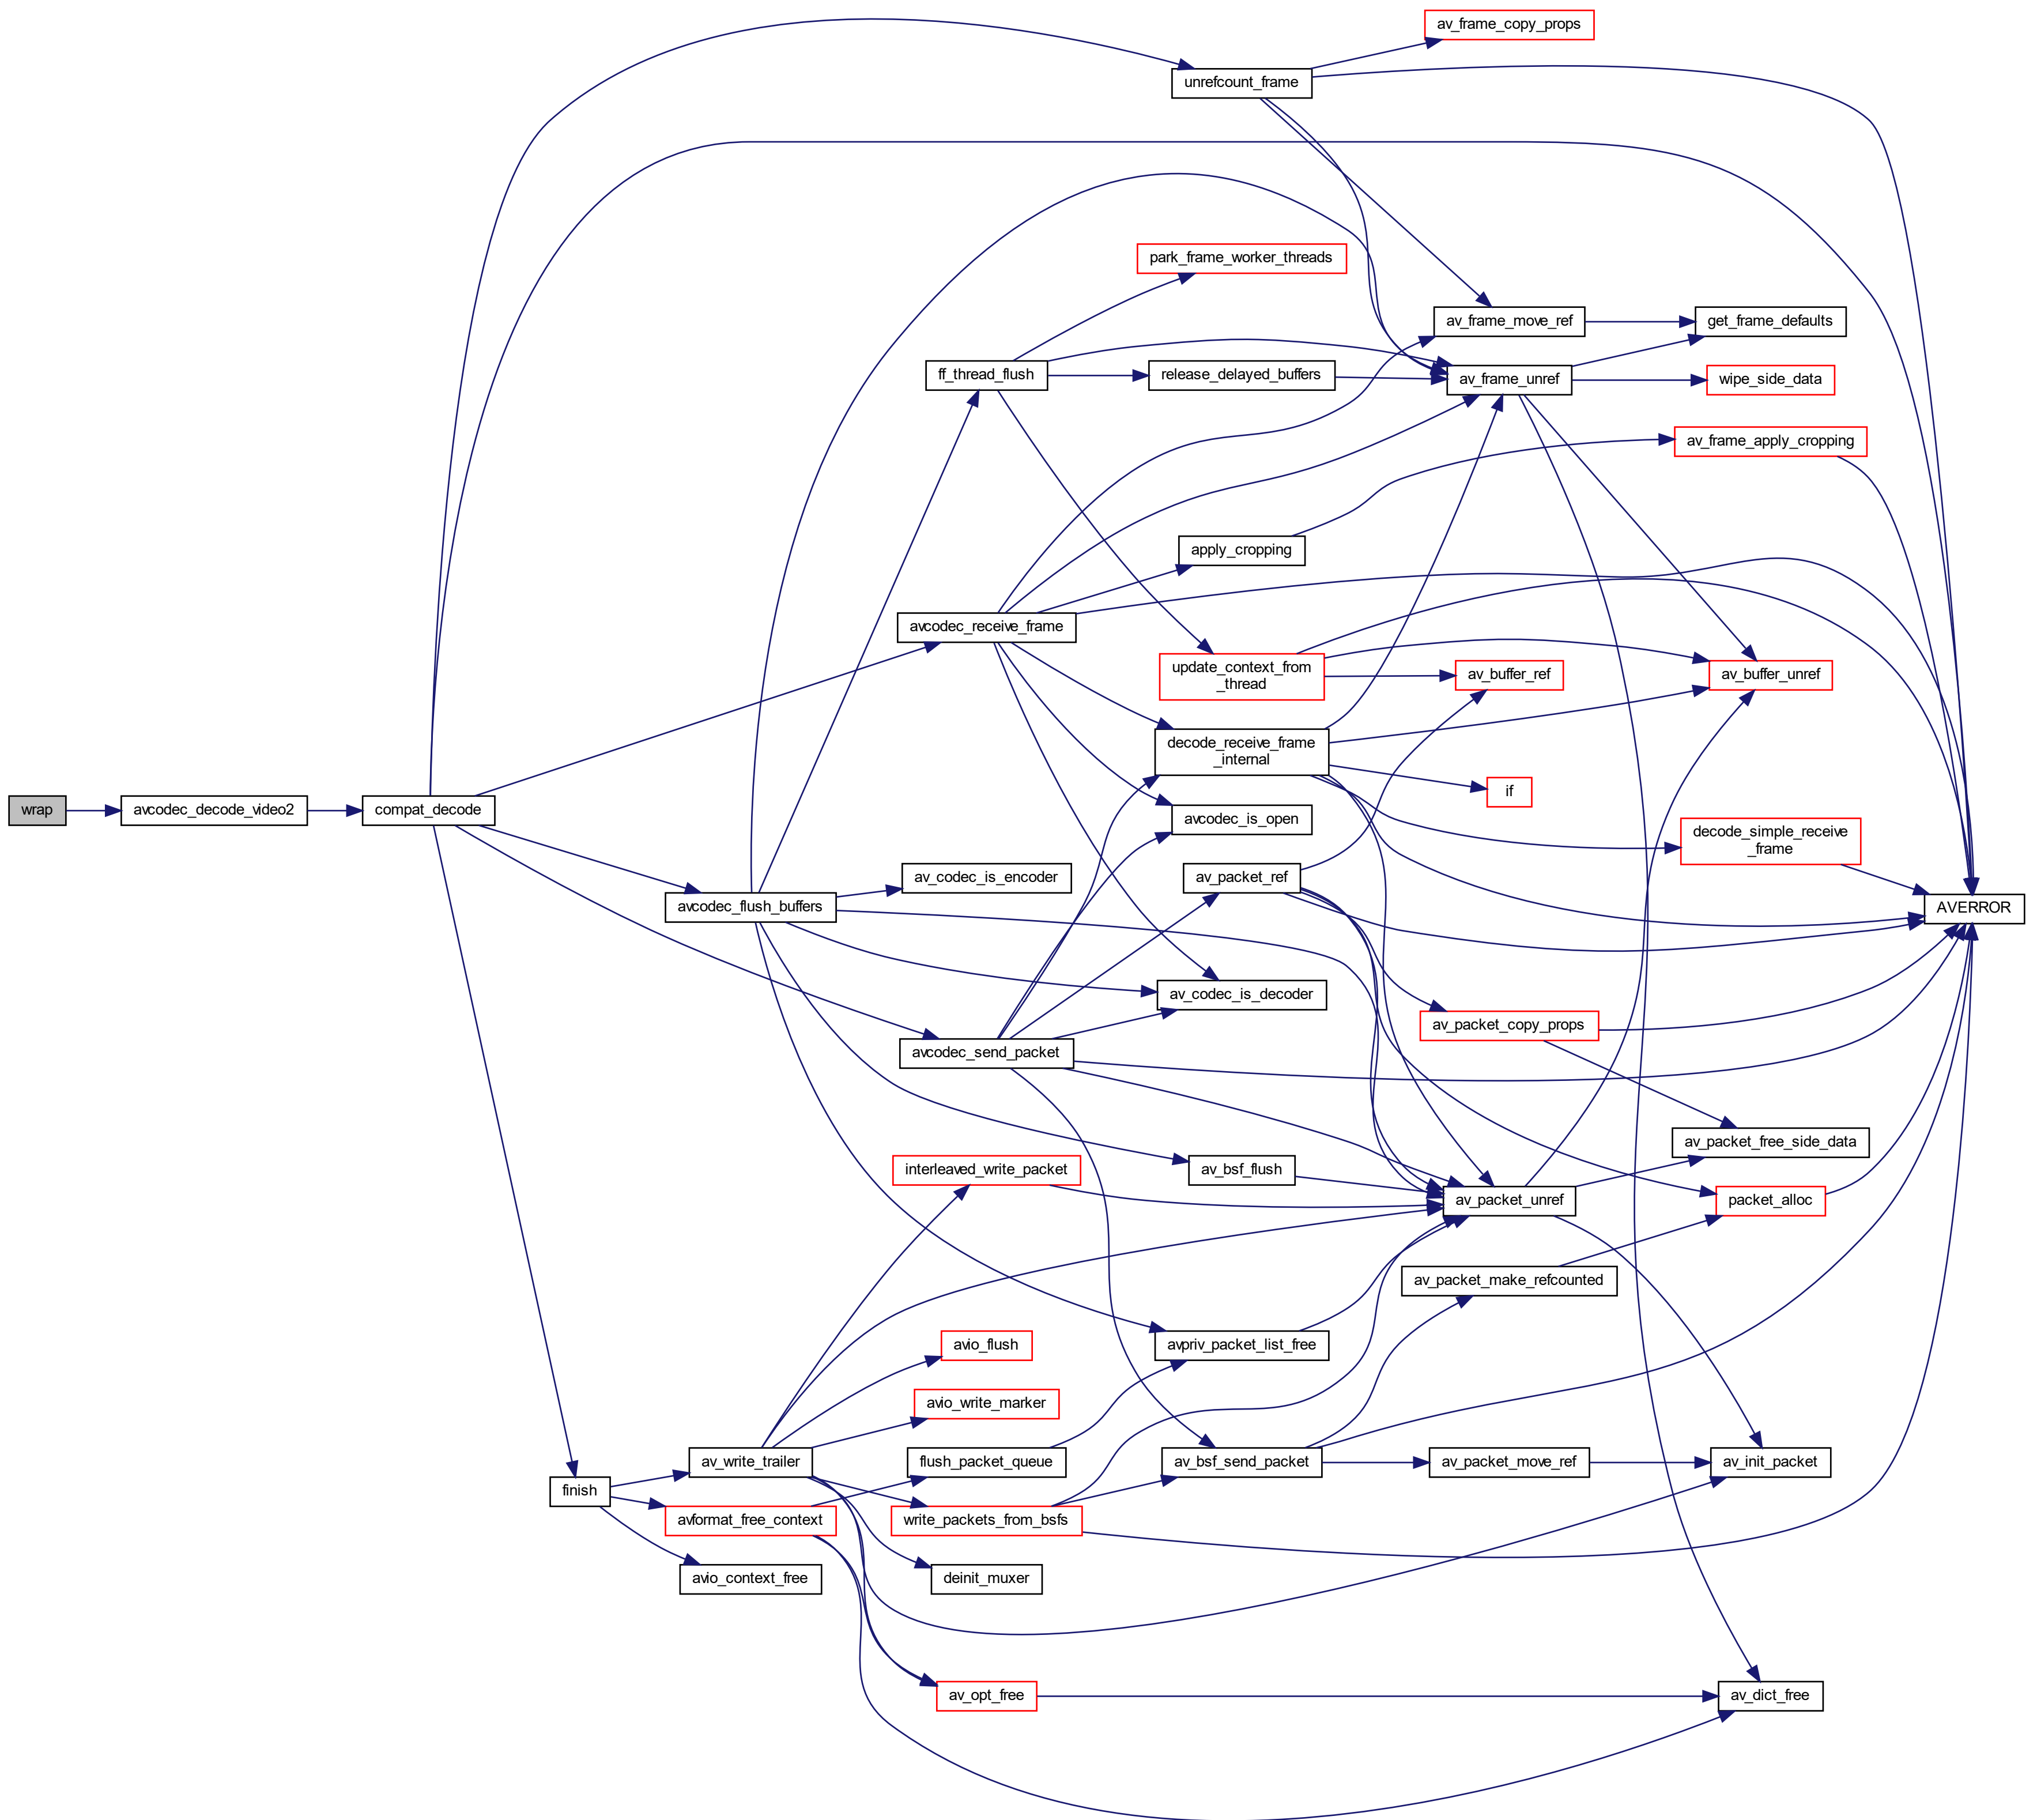 av_frame_copy_props
unrefcount_frame
park_frame_worker_threads
av_frame_move_ref
get_frame_defaults
ff_thread_flush
release_delayed_buffers
av_frame_unref
wipe_side_data
av_frame_apply_cropping
apply_cropping
avcodec_receive_frame
update_context_from
_thread
av_buffer_ref
av_buffer_unref
decode_receive_frame
_internal
if
wrap
avcodec_decode_video2
compat_decode
avcodec_is_open
decode_simple_receive
_frame
av_codec_is_encoder
av_packet_ref
avcodec_flush_buffers
AVERROR
av_codec_is_decoder
av_packet_copy_props
avcodec_send_packet
av_packet_free_side_data
interleaved_write_packet
av_bsf_flush
av_packet_unref
packet_alloc
av_packet_make_refcounted
avio_flush
avpriv_packet_list_free
avio_write_marker
av_write_trailer
flush_packet_queue
av_bsf_send_packet
av_packet_move_ref
av_init_packet
finish
avformat_free_context
write_packets_from_bsfs
avio_context_free
deinit_muxer
av_opt_free
av_dict_free